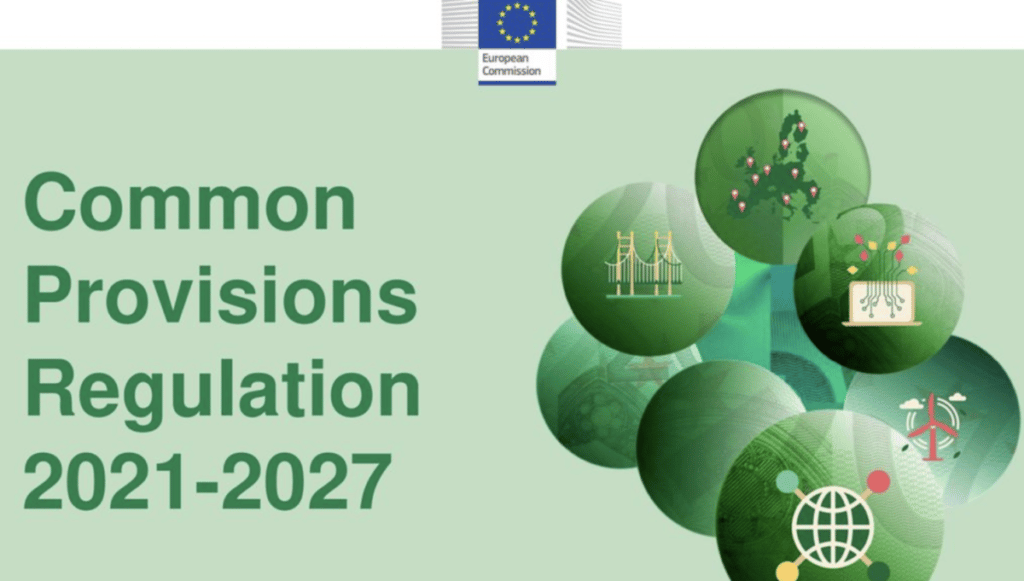 European
Commission
Common
Provisions
Regulation
2021-2027